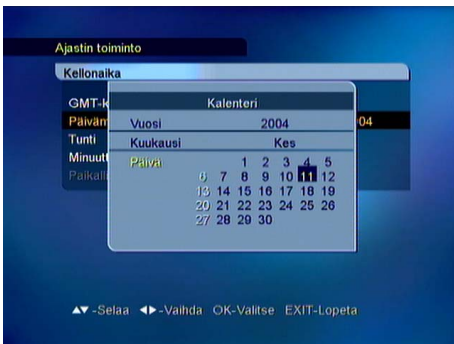 Ajastin toiminto
Kellonaika
GMT-k
Kalenteri
Päiväm
04
Vuosi 2004
Tunti
Kuukausi Kes
Minuutt
Päivä 1 2 3 4 5
Paikall
6 7 8 9 10 11 12
13 14 15 16 17 18 19
20 21 22 23 24 25 26
27 28 29 30
▲▼ -Selaa ◀▶ -Vaihda OK-Valitse EXIT-Lopeta